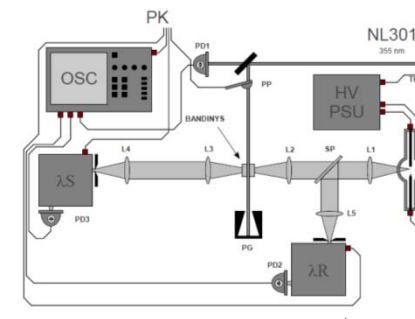 PK
NL301
355 nm
PD1
OSC
PP
HV
PSU
BANDINYS
L4
L3
L2
SP
L1
λS
PD3
PG
L5
PD2
λR